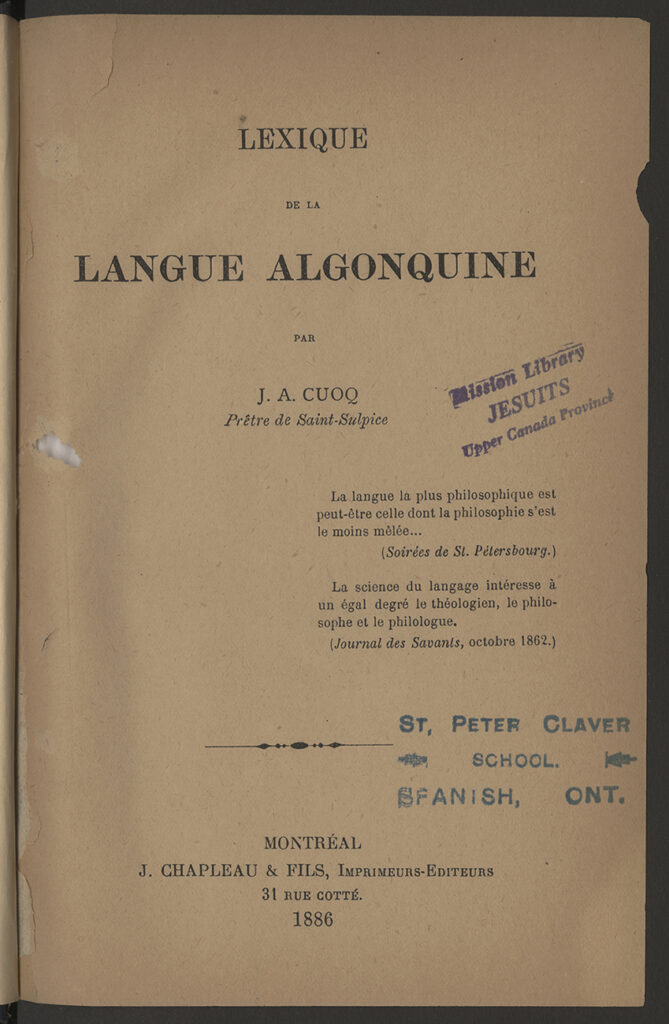 LEXIQUE
DE LA
LANGUE ALGONQUINE
PAR
J. A. CUOQ
Prêtre de Saint-Sulpice
Mission Library
JESUITS
Upper Canada Province
La langue la plus philosophique est
peut-être celle dont la philosophie s'est
le moins mêlée...
(Soirées de St. Pétersbourg.)
La science du langage intéresse à
un égal degré le théologien, le philo-
sophe et le philologue.
(Journal des Savants, octobre 1862.)
ST, PETER CLAVER
SCHOOL.
SPANISH, ONT.
MONTRÉAL
J. CHAPLEAU & FILS, IMPRIMEURS-EDITEURS
31 RUE COTTÉ.
1886